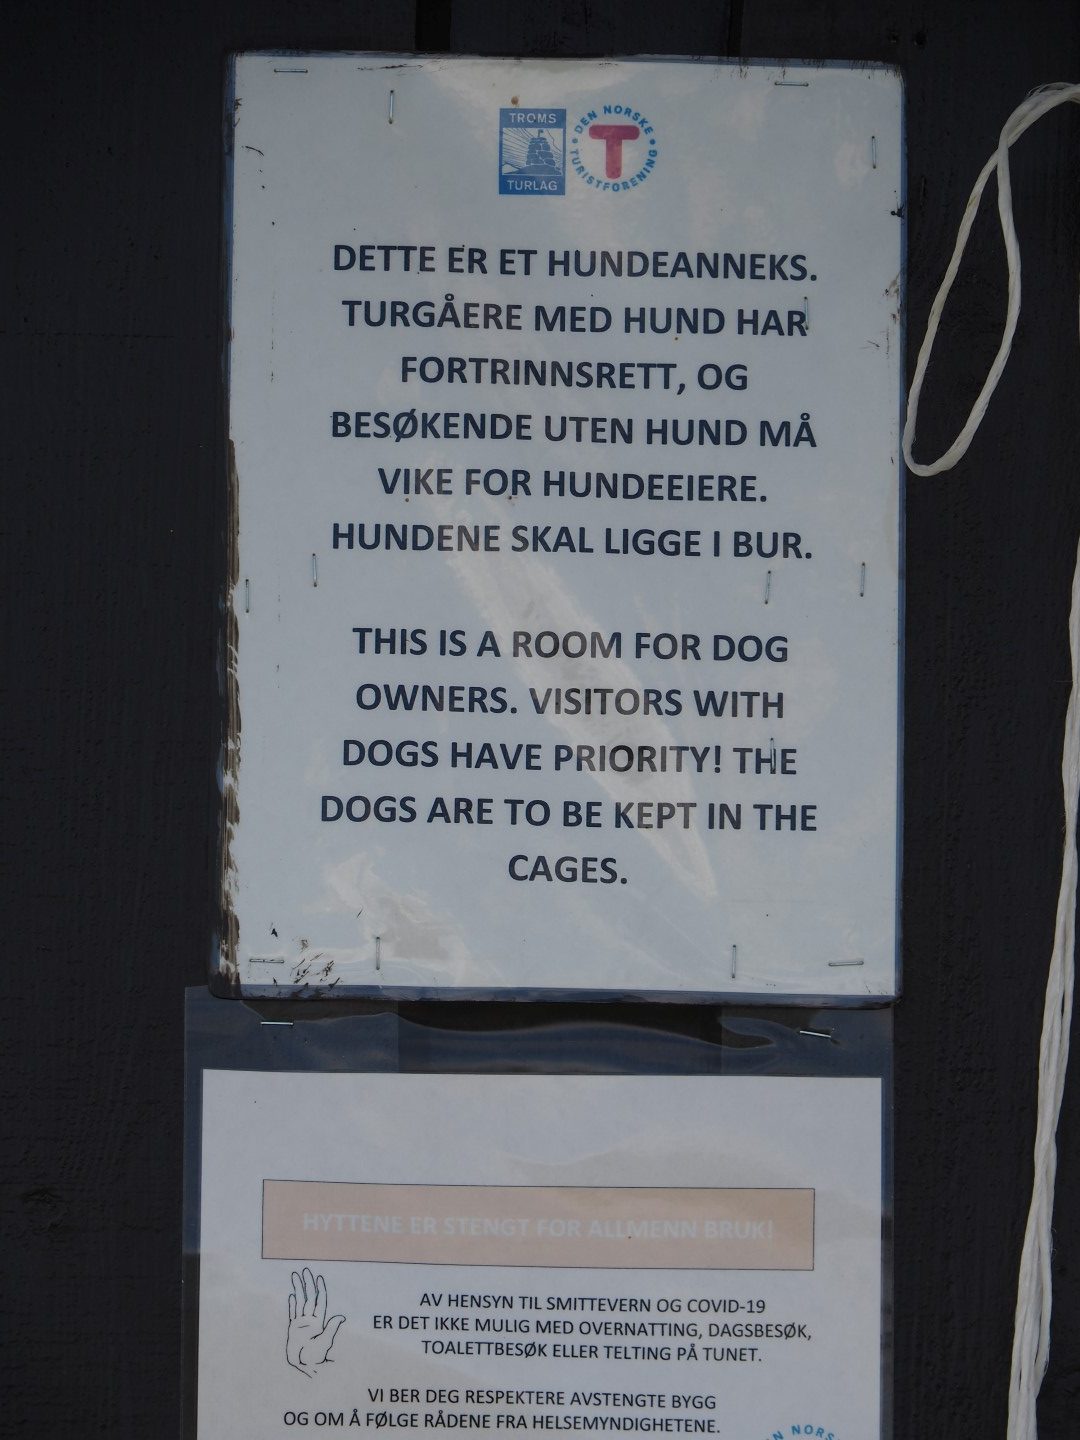 TROMS
TURLAG
DEN NORSKE
TURISTFORENING
T
DETTE ER ET HUNDEANNEKS.
TURGÅERE MED HUND HAR
FORTRINNSRETT, OG
BESØKENDE UTEN HUND MÅ
VIKE FOR HUNDEEIERE.
HUNDENE SKAL LIGGE I BUR.
THIS IS A ROOM FOR DOG
OWNERS. VISITORS WITH
DOGS HAVE PRIORITY! THE
DOGS ARE TO BE KEPT IN THE
CAGES.
HYTTENE ER STENGT FOR ALLMENN BRUK!
AV HENSYN TIL SMITTEVERN OG COVID-19
ER DET IKKE MULIG MED OVERNATTING, DAGSBESØK,
TOALETTBESØK ELLER TELTING PÅ TUNET.
VI BER DEG RESPEKTERE AVSTENGTE BYGG
OG OM Å FØLGE RÅDENE FRA HELSEMYNDIGHETENE.